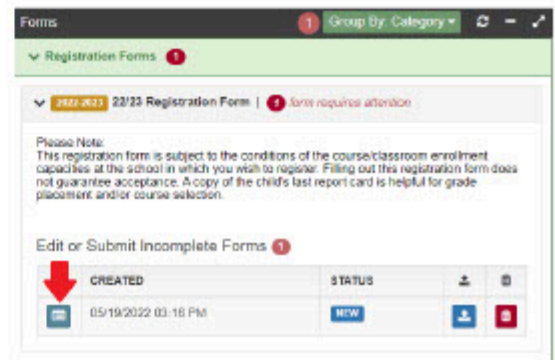 Forms
1 Group By: Category
Registration Forms 1
2022-2023 22/23 Registration Form | 1 form requires attention
Please Note:
This registration form is subject to the conditions of the course/classroom enrollment
capacities at the school in which you wish to register. Filling out this registration form does
not guarantee acceptance. A copy of the child's last report card is helpful for grade
placement and/or course selection.
Edit or Submit Incomplete Forms 1
CREATED STATUS
05/19/2022 03:16 PM NEW